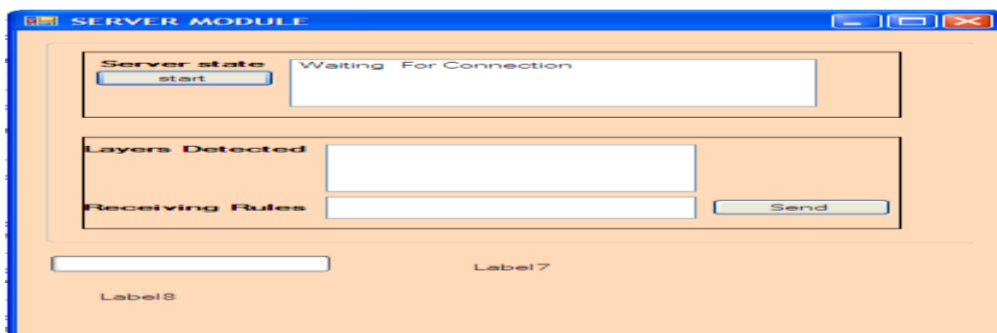 SERVER MODULE
Server state
Waiting For Connection
start
Layers Detected
Receiving Rules
Send
Label7
Label8